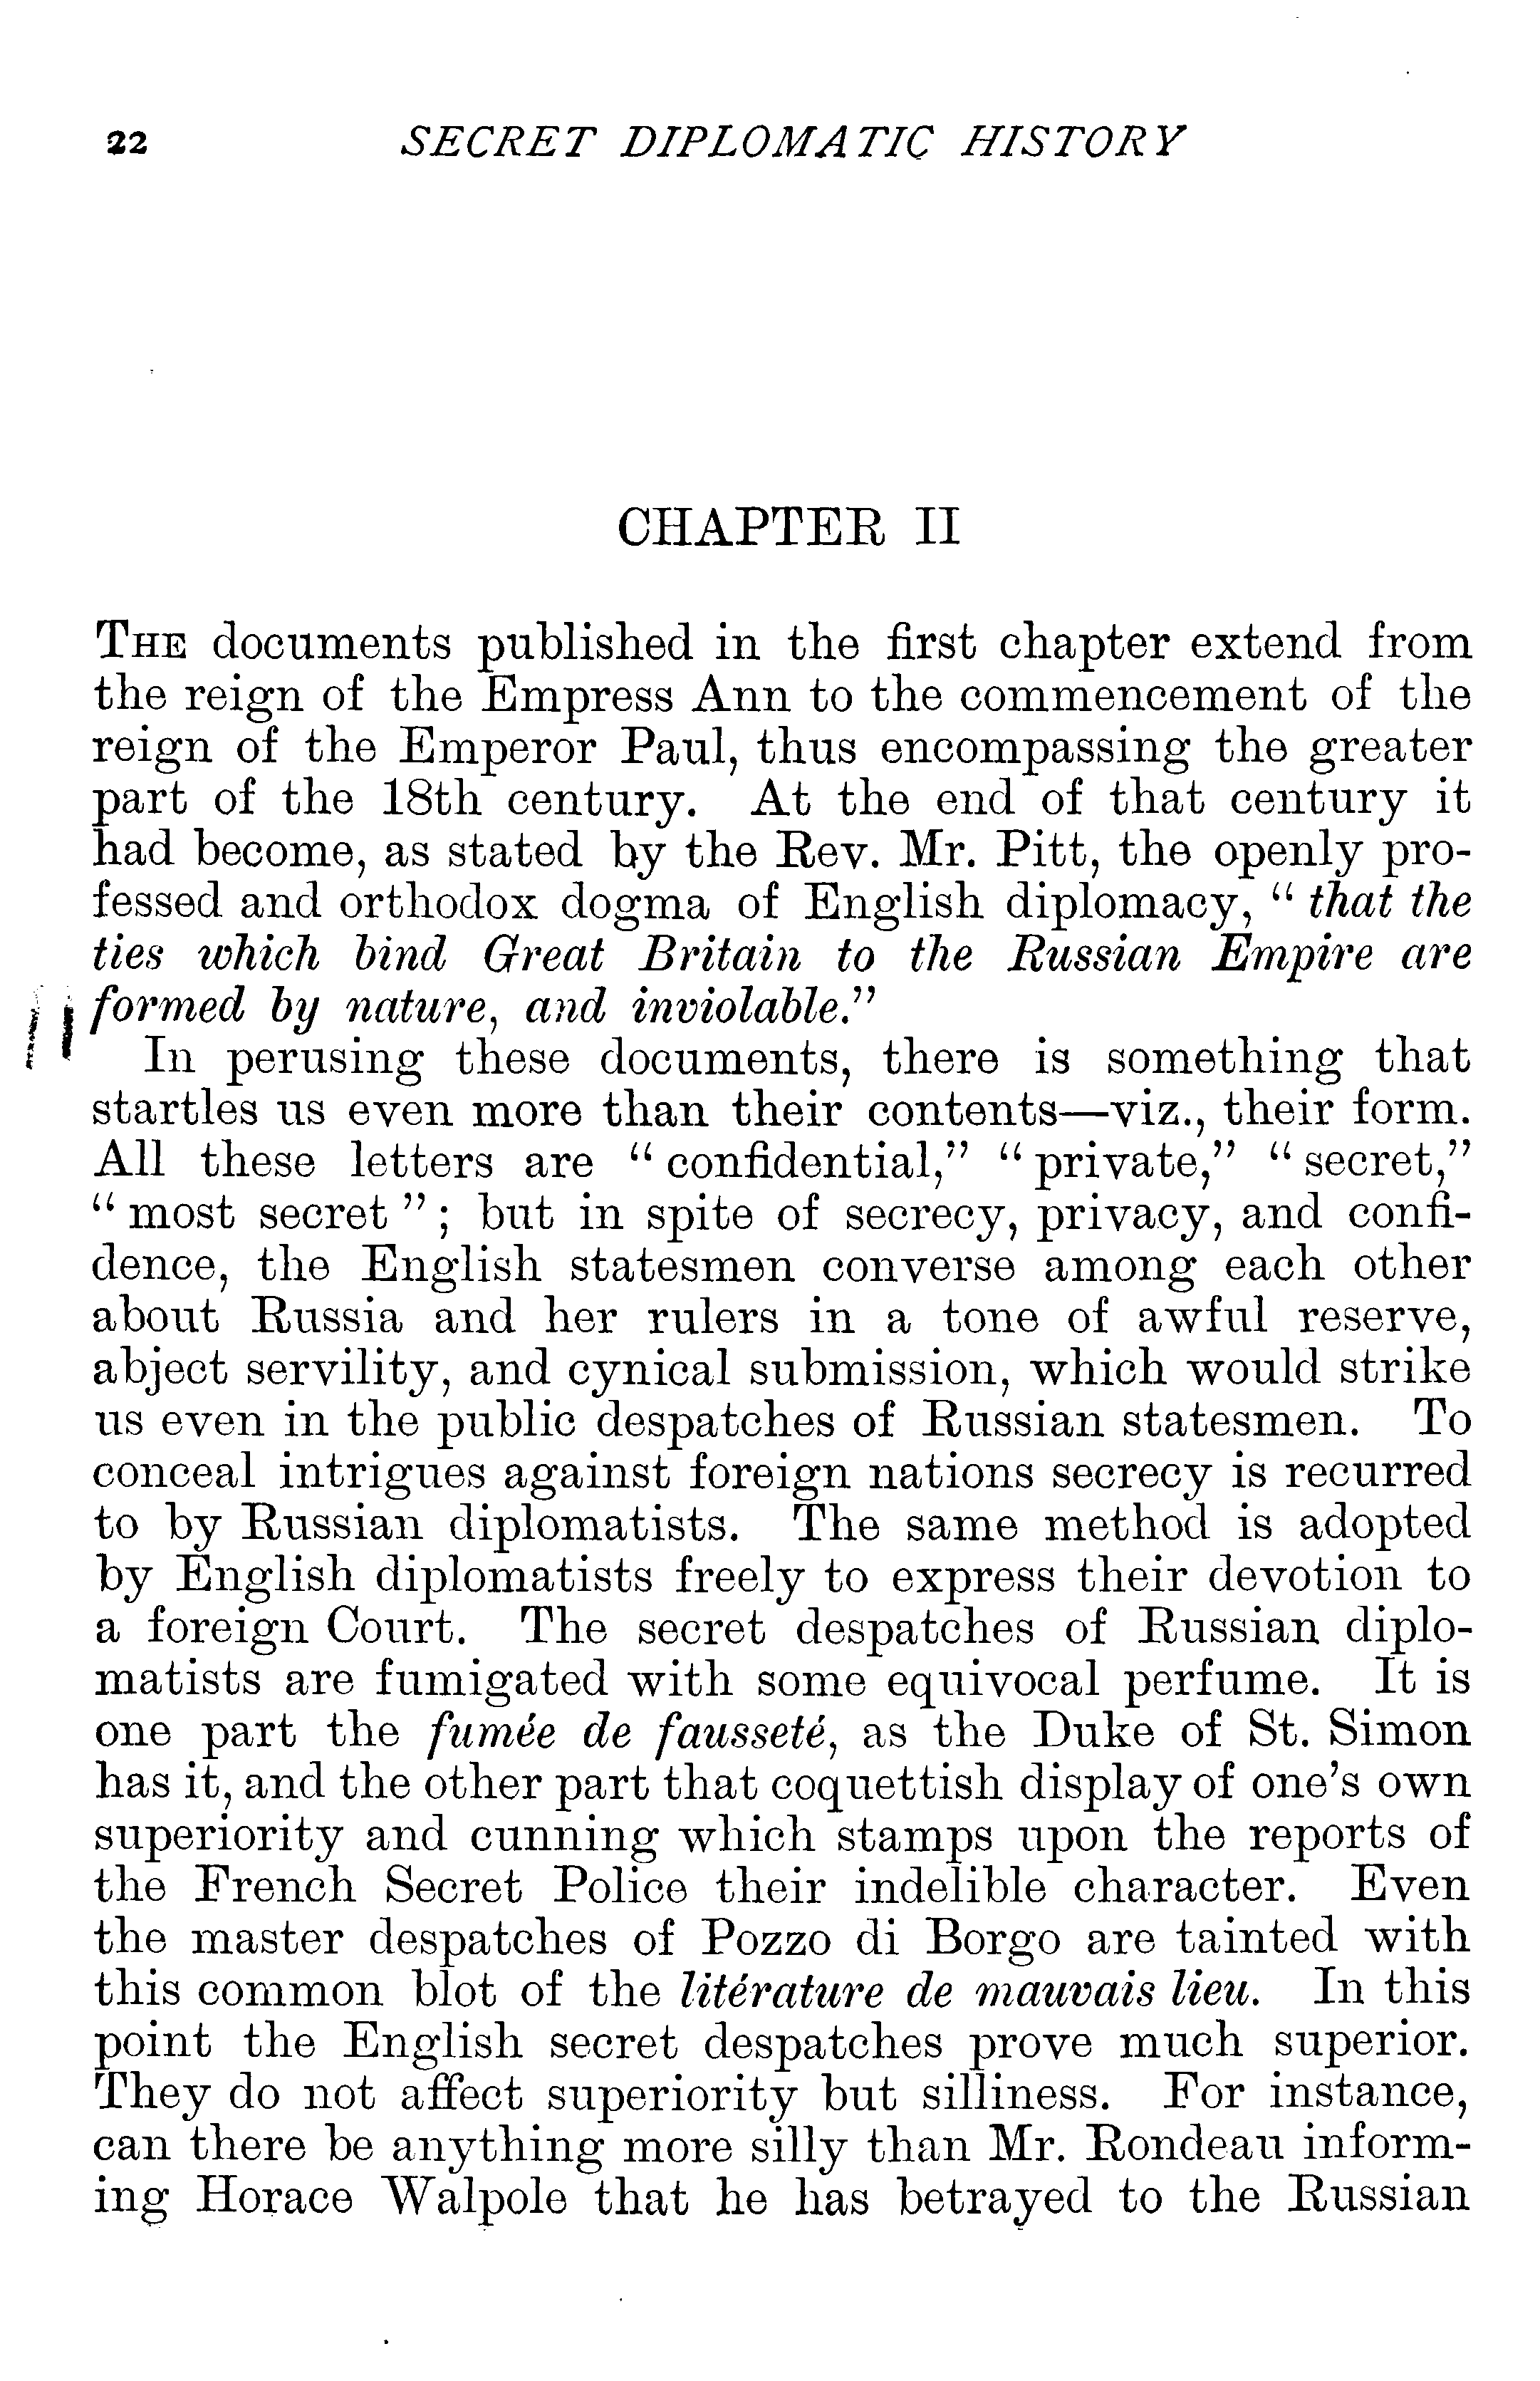 22 SECRET DIPLOMATIC HISTORY
CHAPTER II
THE documents published in the first chapter extend from
the reign of the Empress Ann to the commencement of the
reign of the Emperor Paul, thus encompassing the greater
part of the 18th century. At the end of that century it
had become, as stated by the Rev. Mr. Pitt, the openly pro-
fessed and orthodox dogma of English diplomacy, “ that the
ties which bind Great Britain to the Russian Empire are
formed by nature, and inviolable.”
In perusing these documents, there is something that
startles us even more than their contents—viz., their form.
All these letters are “ confidential,” “ private,” “ secret,”
“ most secret ” ; but in spite of secrecy, privacy, and confi-
dence, the English statesmen converse among each other
about Russia and her rulers in a tone of awful reserve,
abject servility, and cynical submission, which would strike
us even in the public despatches of Russian statesmen. To
conceal intrigues against foreign nations secrecy is recurred
to by Russian diplomatists. The same method is adopted
by English diplomatists freely to express their devotion to
a foreign Court. The secret despatches of Russian diplo-
matists are fumigated with some equivocal perfume. It is
one part the fumée de fausseté, as the Duke of St. Simon
has it, and the other part that coquettish display of one’s own
superiority and cunning which stamps upon the reports of
the French Secret Police their indelible character. Even
the master despatches of Pozzo di Borgo are tainted with
this common blot of the litérature de mauvais lieu. In this
point the English secret despatches prove much superior.
They do not affect superiority but silliness. For instance,
can there be anything more silly than Mr. Rondeau inform-
ing Horace Walpole that he has betrayed to the Russian